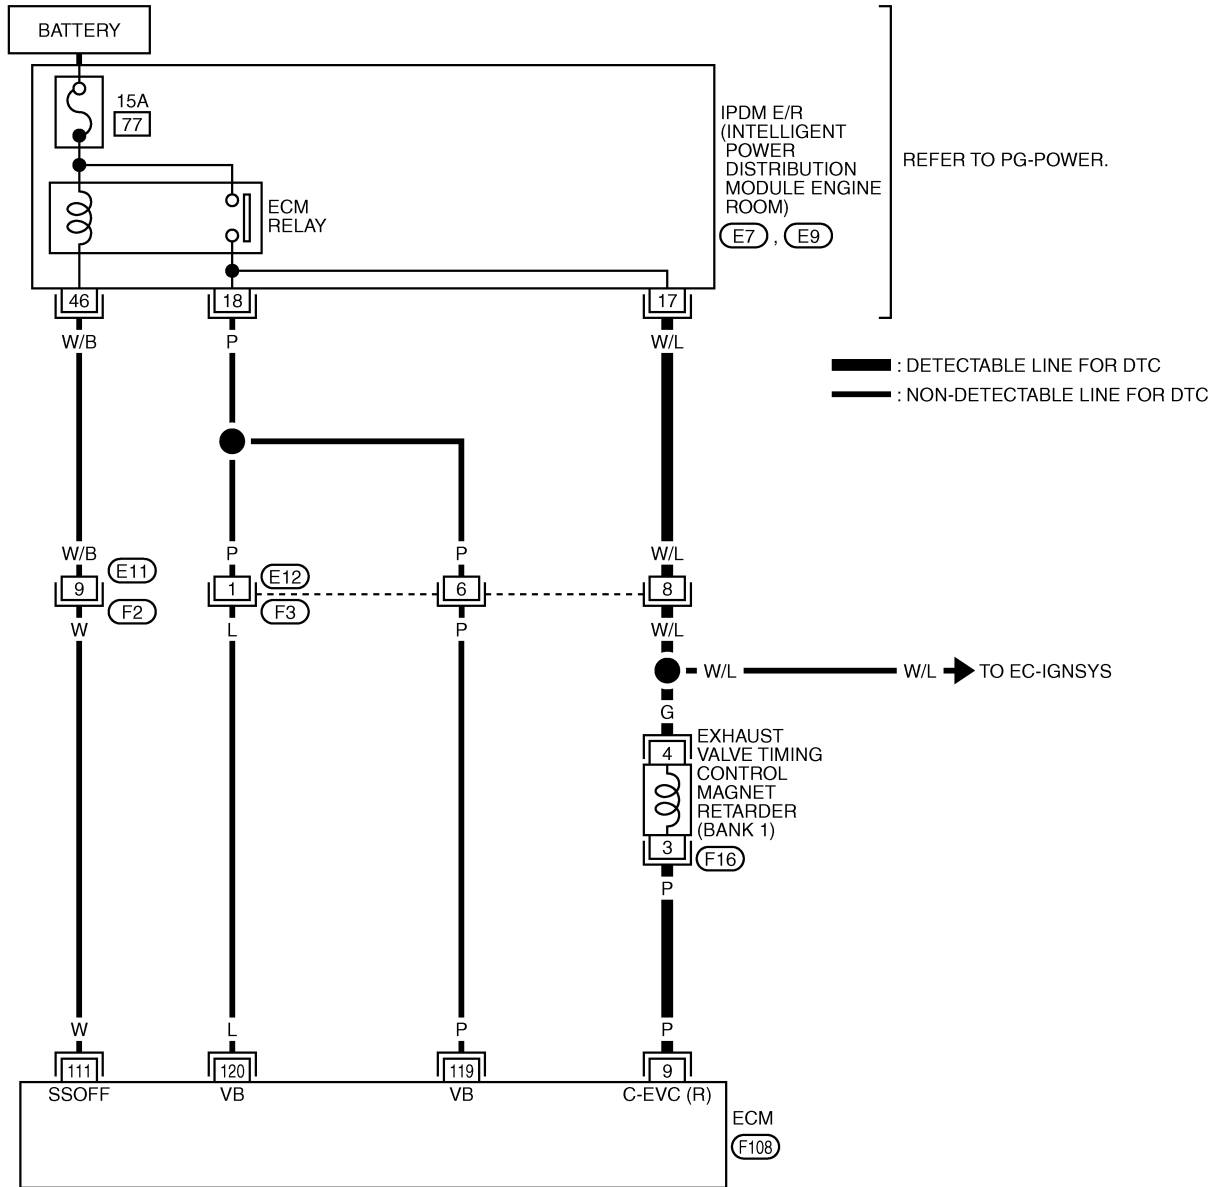 BATTERY
15A
77
IPDM E/R
(INTELLIGENT
POWER
DISTRIBUTION
MODULE ENGINE
ROOM)
E7 , E9
REFER TO PG-POWER.
ECM
RELAY
46 18 17
W/B P W/L
: DETECTABLE LINE FOR DTC
: NON-DETECTABLE LINE FOR DTC
W/B P P W/L
E11 E12
9 1 6 8
F2 F3
W L P W/L
W/L W/L TO EC-IGNSYS
G
4
EXHAUST
VALVE TIMING
CONTROL
MAGNET
RETARDER
(BANK 1)
3
F16
P
W L P P
111 120 119 9
SSOFF VB VB C-EVC (R)
ECM
F108